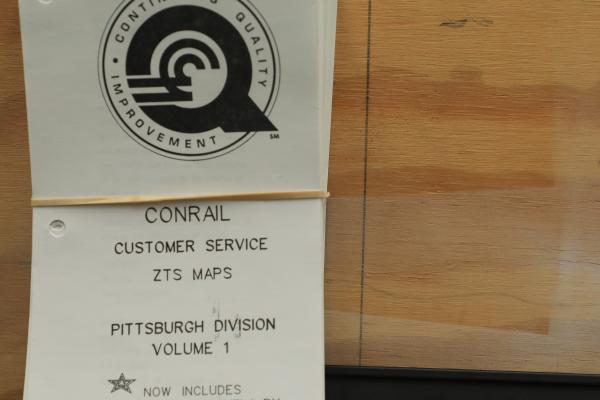 CONTINUOUS QUALITY
IMPROVEMENT
SM
CONRAIL
CUSTOMER SERVICE
ZTS MAPS
PITTSBURGH DIVISION
VOLUME 1
NOW INCLUDES